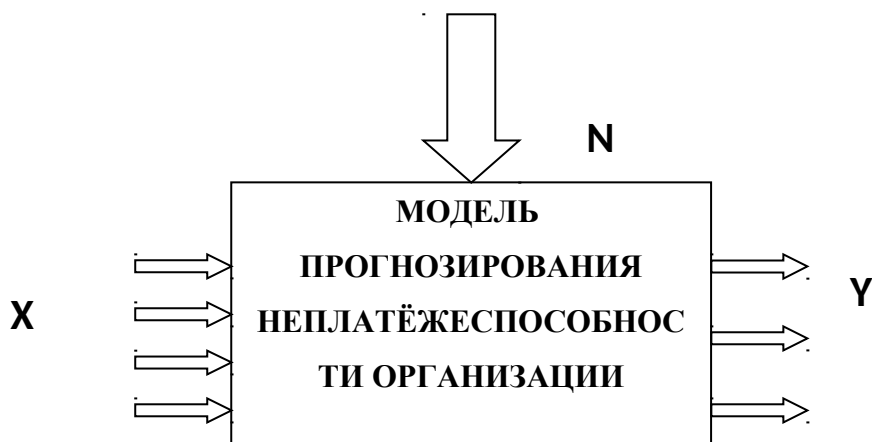 N
МОДЕЛЬ
ПРОГНОЗИРОВАНИЯ
X
НЕПЛАТЁЖЕСПОСОБНОС
Y
ТИ ОРГАНИЗАЦИИ